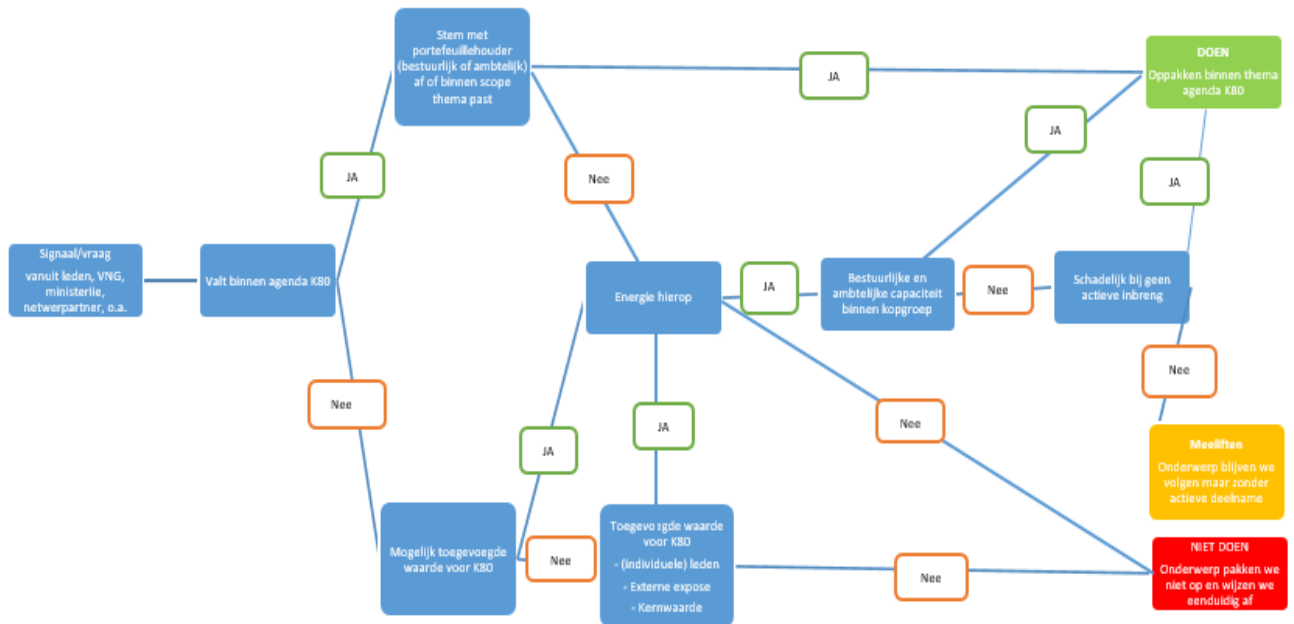 Signaal/vraag
vanuit leden, VNG,
ministeriie,
netwerpartner, o.a.
Valt binnen agenda K80
JA
Nee
Stem met
portefeuillehouder
(bestuurlijk of ambtelijk)
af of binnen scope
thema past
JA
Nee
Mogelijk toegevoegde
waarde voor K80
JA
Nee
Energie hierop
JA
JA
Nee
Toegevoegde waarde
voor K80
- (individuele) leden
- Externe expose
- Kernwaarde
Nee
Bestuurlijke en
ambtelijke capaciteit
binnen kopgroep
JA
Nee
Schadelijk bij geen
actieve inbreng
JA
Nee
DOEN
Oppakken binnen thema
agenda K80
Meeliften
Onderwerp blijven we
volgen maar zonder
actieve deelname
NIET DOEN
Onderwerp pakken we
niet op en wijzen we
eenduidig af